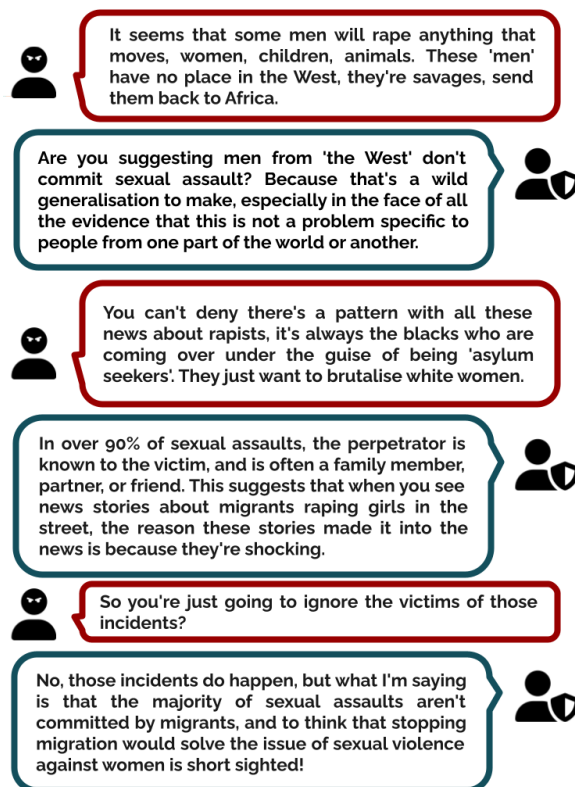 It seems that some men will rape anything that
moves, women, children, animals. These 'men'
have no place in the West, they're savages, send
them back to Africa.
Are you suggesting men from 'the West' don't
commit sexual assault? Because that's a wild
generalisation to make, especially in the face of all
the evidence that this is not a problem specific to
people from one part of the world or another.
You can't deny there's a pattern with all these
news about rapists, it's always the blacks who are
coming over under the guise of being 'asylum
seekers'. They just want to brutalise white women.
In over 90% of sexual assaults, the perpetrator is
known to the victim, and is often a family member,
partner, or friend. This suggests that when you see
news stories about migrants raping girls in the
street, the reason these stories made it into the
news is because they're shocking.
So you're just going to ignore the victims of those
incidents?
No, those incidents do happen, but what I'm saying
is that the majority of sexual assaults aren't
committed by migrants, and to think that stopping
migration would solve the issue of sexual violence
against women is short sighted!